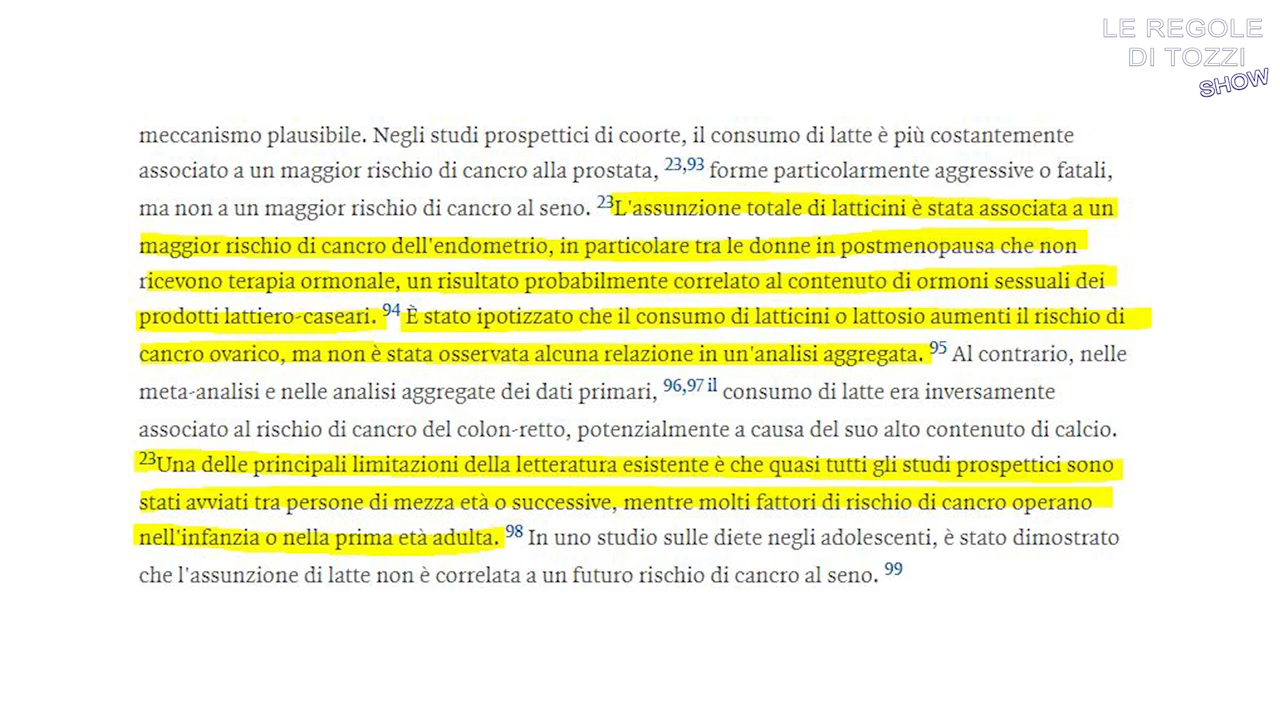 LE REGOLE
DI TOZZI
SHOW
meccanismo plausibile. Negli studi prospettici di coorte, il consumo di latte è più costantemente
associato a un maggior rischio di cancro alla prostata, 23,93 forme particolarmente aggressive o fatali,
ma non a un maggior rischio di cancro al seno. 23L'assunzione totale di latticini è stata associata a un
maggior rischio di cancro dell'endometrio, in particolare tra le donne in postmenopausa che non
ricevono terapia ormonale, un risultato probabilmente correlato al contenuto di ormoni sessuali dei
prodotti lattiero-caseari. 94 È stato ipotizzato che il consumo di latticini o lattosio aumenti il rischio di
cancro ovarico, ma non è stata osservata alcuna relazione in un'analisi aggregata. 95 Al contrario, nelle
meta-analisi e nelle analisi aggregate dei dati primari, 96,97 il consumo di latte era inversamente
associato al rischio di cancro del colon-retto, potenzialmente a causa del suo alto contenuto di calcio.
23Una delle principali limitazioni della letteratura esistente è che quasi tutti gli studi prospettici sono
stati avviati tra persone di mezza età o successive, mentre molti fattori di rischio di cancro operano
nell'infanzia o nella prima età adulta. 98 In uno studio sulle diete negli adolescenti, è stato dimostrato
che l'assunzione di latte non è correlata a un futuro rischio di cancro al seno. 99